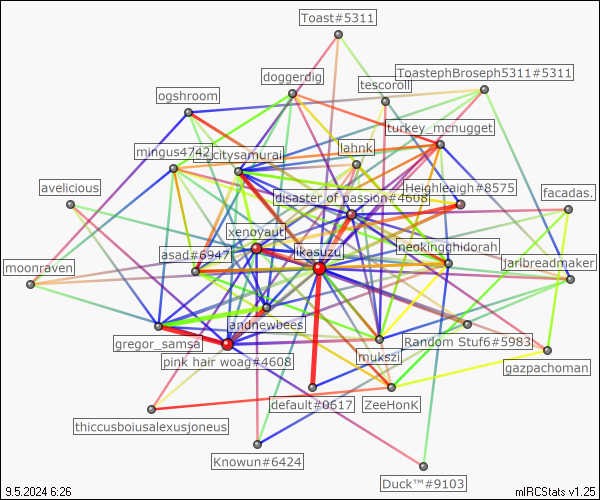 Toast#5311
doggerdig
ToastephBroseph5311#5311
tescoroll
ogshroom
turkey_mcnugget
lahnk
mingus4742
citysamurai
avelicious
disaster of passion#4608
Heighleaigh#8575
facadas.
xenoyaut
asad#6947
ikasuzu
neokingghidorah
jarlbreadmaker
moonraven
andnewbees
gregor_samsa
Random Stuf6#5983
pink hair woag#4608
mukszi
gazpachoman
default#0617
ZeeHonK
thiccusboiusalexusjoneus
Knowun#6424
Duck™#9103
9.5.2024 6:26
mIRCStats v1.25